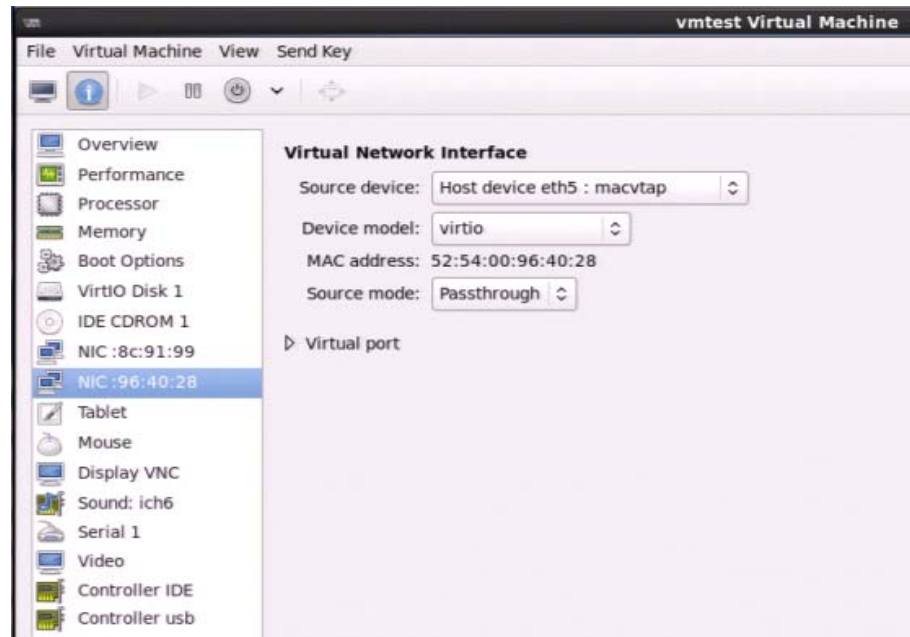 vm
vmtest Virtual Machine
File Virtual Machine View Send Key
Overview
Performance
Processor
Memory
Boot Options
VirtIO Disk 1
IDE CDROM 1
NIC :8c:91:99
NIC :96:40:28
Tablet
Mouse
Display VNC
Sound: ich6
Serial 1
Video
Controller IDE
Controller usb
Virtual Network Interface
Source device: Host device eth5 : macvtap
Device model: virtio
MAC address: 52:54:00:96:40:28
Source mode: Passthrough
Virtual port